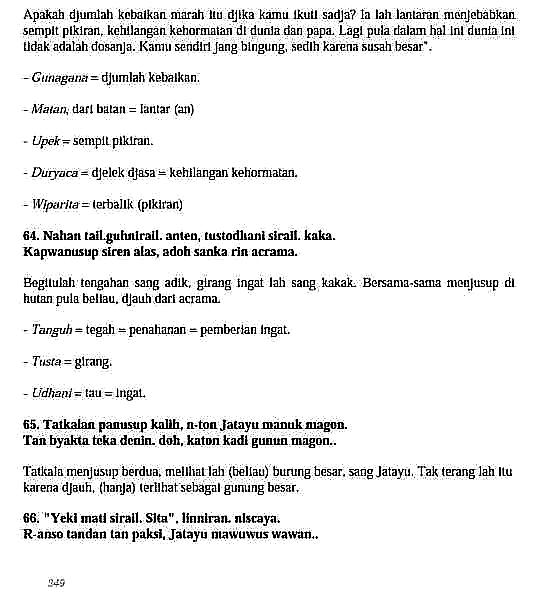 Apakah djumlah kebaikan marah itu djika kamu ikuti sadja? Ia lah lantaran menjebabkan
sempit pikiran, kehilangan kehormatan di dunia dan papa. Lagi pula dalam hal ini dunia ini
tidak adalah dosanja. Kamu sendiri jang bingung, sedih karena susah besar".
- Gunagana = djumlah kebaikan.
- Matan, dari batan = lantar (an)
- Upek = sempit pikiran.
- Duryaca = djelek djasa = kehilangan kehormatan.
- Wiparita = terbalik (pikiran)
64. Nahan tail.guhnirail. anten, tustodhani sirail. kaka.
Kapwanusup siren alas, adoh sanka rin acrama.
Begitulah tengahan sang adik, girang ingat lah sang kakak. Bersama-sama menjusup di
hutan pula beliau, djauh dari acrama.
- Tanguh = tegah = penahanan = pemberian ingat.
- Tusta = girang.
- Udhani = tau = ingat.
65. Tatkalan panusup kalih, n-ton Jatayu manuk magon.
Tan byakta teka denin. doh, katon kadi gunun magon..
Tatkala menjusup berdua, melihat lah (beliau) burung besar, sang Jatayu. Tak terang lah itu
karena djauh, (hanja) terlihat sebagai gunung besar.
66. "Yeki mati sirail. Sita", linniran. niscaya.
R-anso tandan tan paksi, Jatayu mawuwus wawan..
249